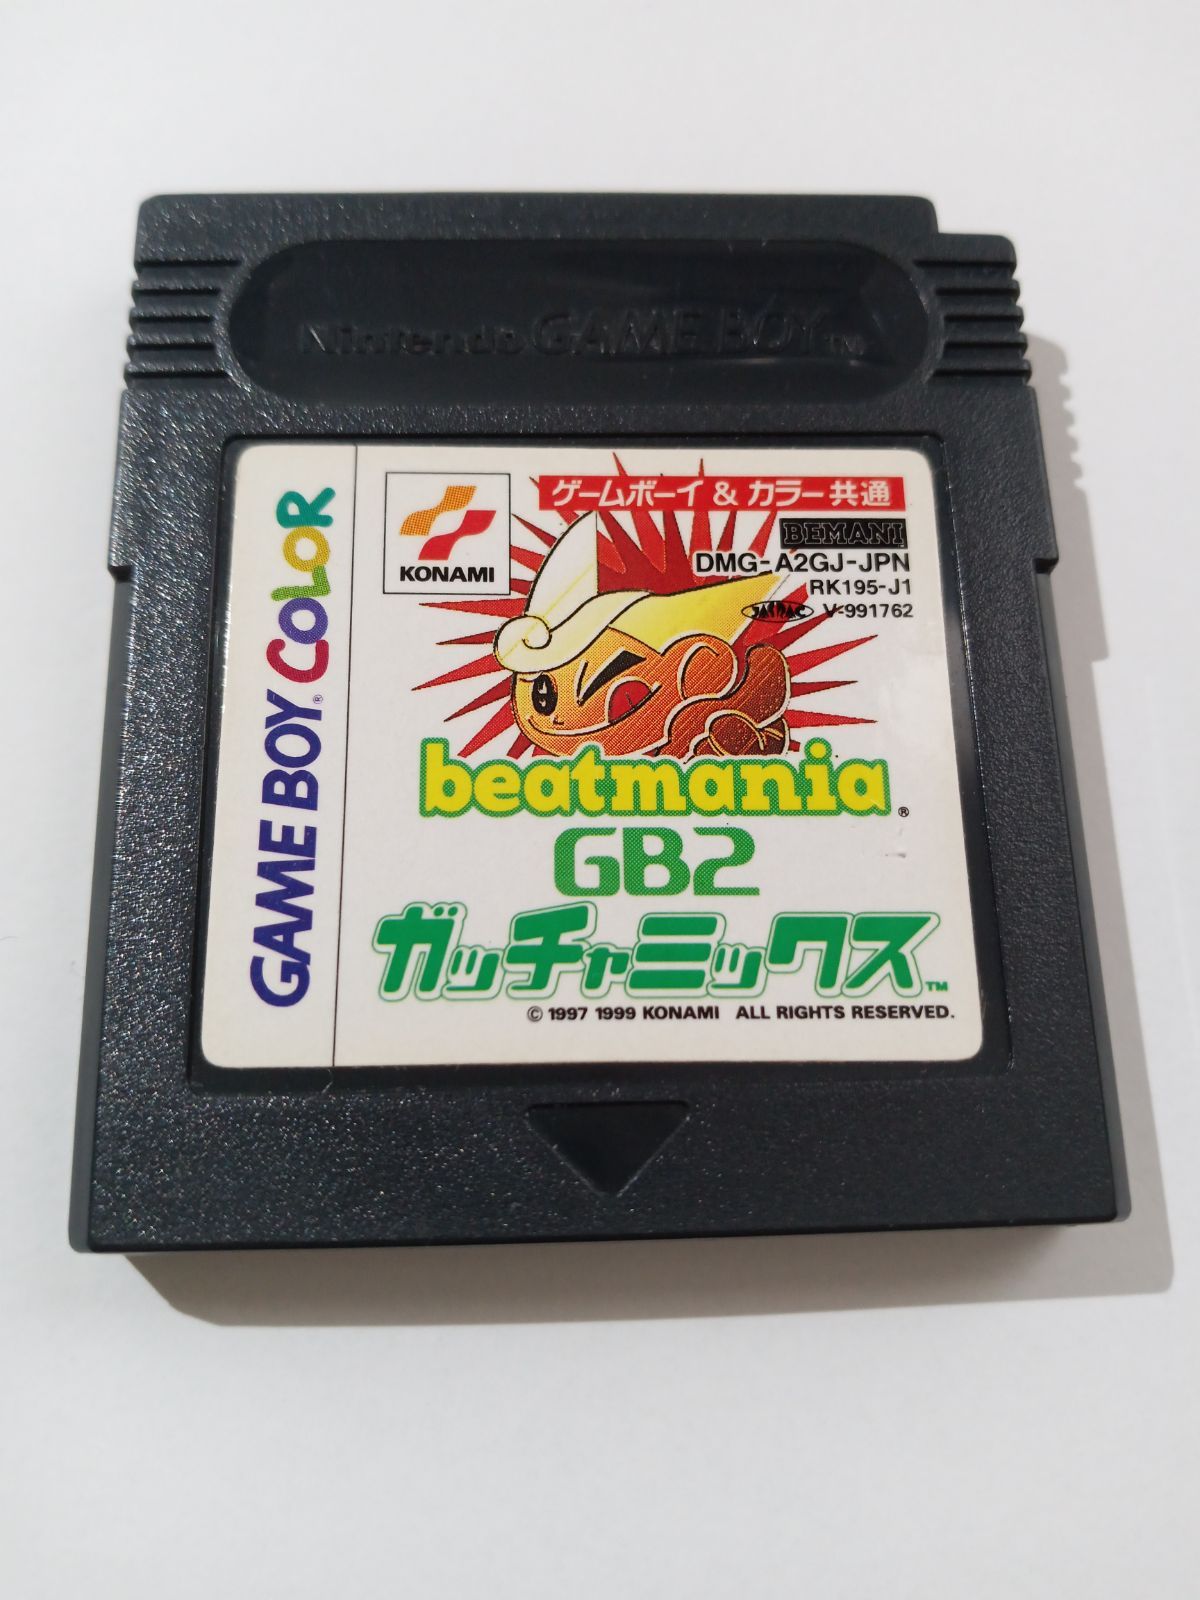 Nintendo GAME BOY™
GAME BOY® COLOR
KONAMI
ゲームボーイ & カラー共通
BEMANI
DMG-A2GJ-JPN
RK195-J1
JASRAC V-991762
beatmania®
GB2
ガッチャミックス™
© 1997 1999 KONAMI ALL RIGHTS RESERVED.